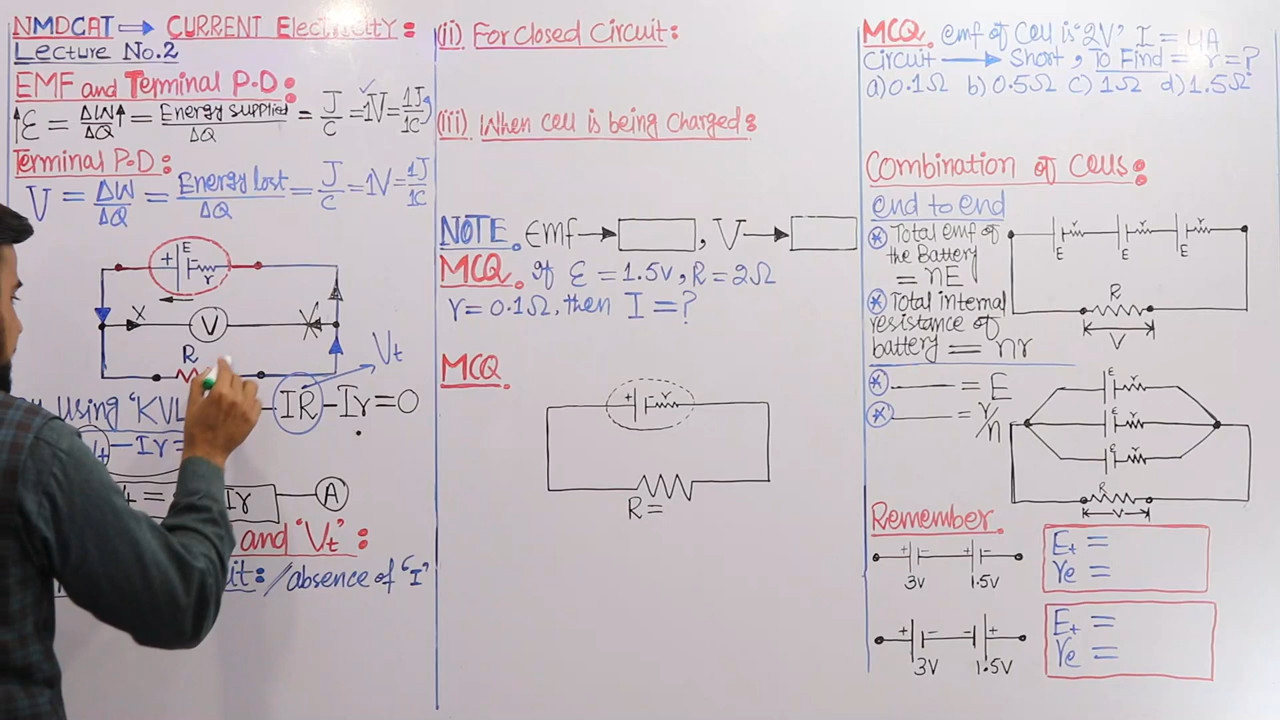 NMDCAT → CURRENT Electricity:
Lecture No.2
EMF and Terminal P.D:
↑ε = ΔW↑/ΔQ = Energy supplied/ΔQ = J/C = 1V = 1J/1C
Terminal P.D:
V = ΔW/ΔQ = Energy lost/ΔQ = J/C = 1V = 1J/1C
E
+ r
X V
R Vt
using "KVL
IR - Ir = 0
- Ir =
= Ir A
and "Vt":
/absence of "I"
(ii) For Closed Circuit:
(iii) When cell is being charged:
NOTE. Emf → , V →
MCQ. If ε = 1.5V, R = 2Ω
r = 0.1Ω, then I = ?
MCQ.
+ r
R =
MCQ. emf of Cell is "2V" I = 4A
Circuit → Short, To Find = r = ?
a) 0.1Ω b) 0.5Ω c) 1Ω d) 1.5Ω
Combination of Cells:
end to end
* Total emf of
the Battery
= nE
* Total internal
resistance of
battery = nr
r r r
E E E
R
V
* = E
* = r/n
E r
E r
E r
R
V
Remember.
+ - + -
3V 1.5V
Et =
re =
+ - - +
3V 1.5V
Et =
re =